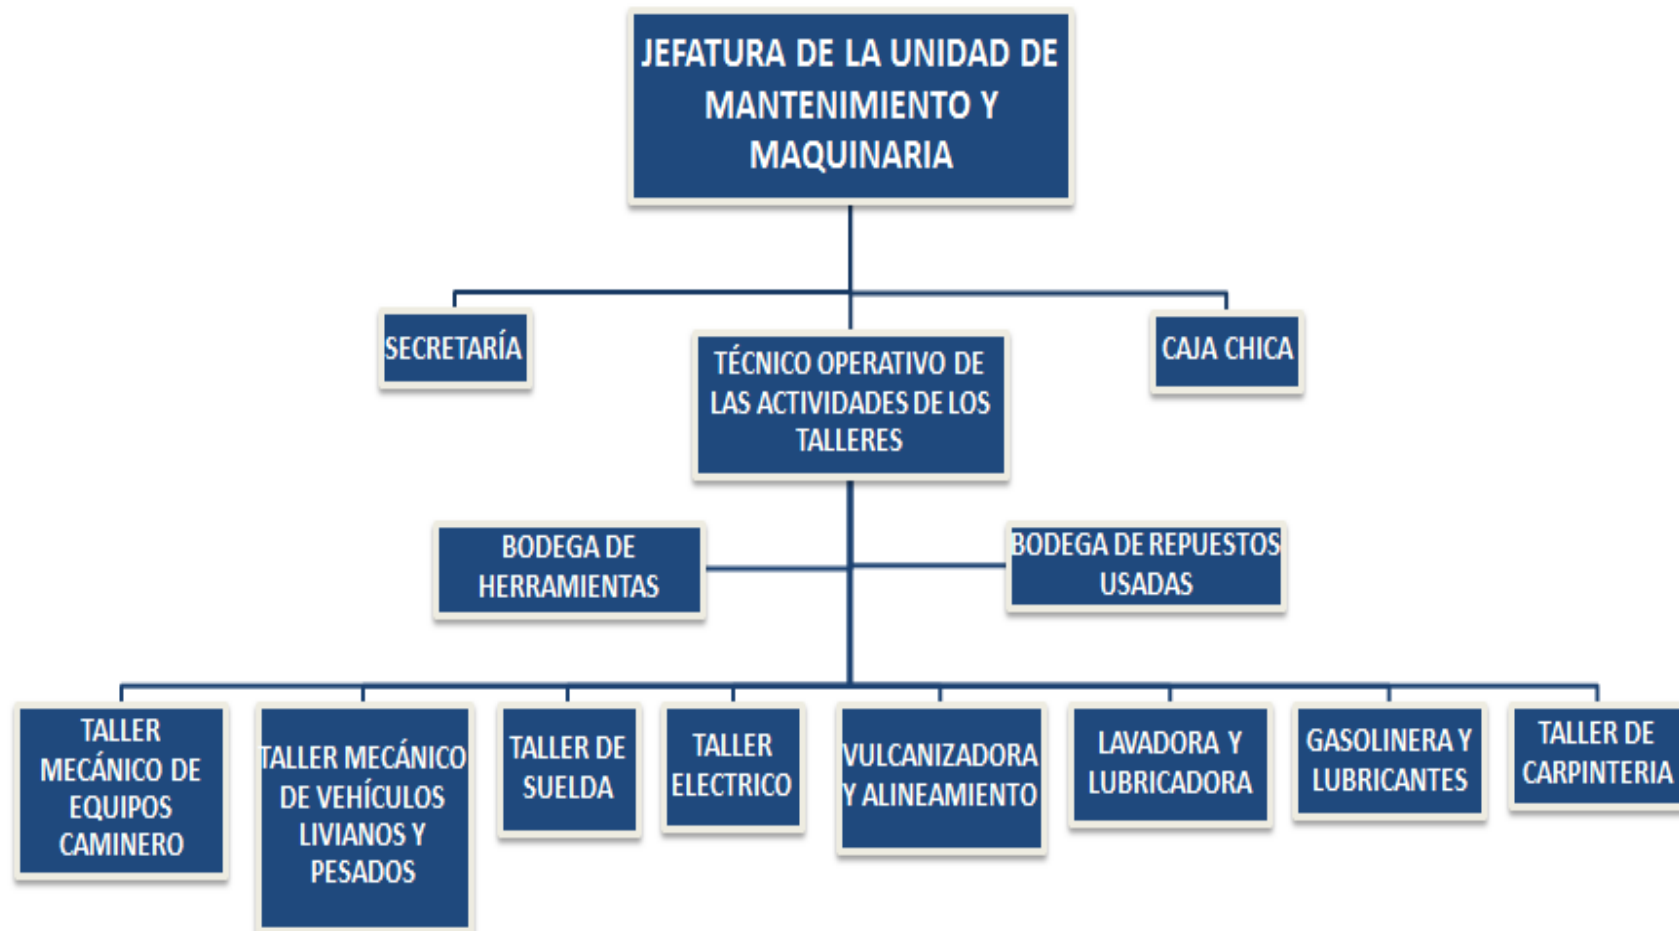 JEFATURA DE LA UNIDAD DE
MANTENIMIENTO Y
MAQUINARIA
SECRETARÍA
TÉCNICO OPERATIVO DE
LAS ACTIVIDADES DE LOS
TALLERES
CAJA CHICA
BODEGA DE
HERRAMIENTAS
BODEGA DE REPUESTOS
USADAS
TALLER
MECÁNICO DE
EQUIPOS
CAMINERO
TALLER MECÁNICO
DE VEHÍCULOS
LIVIANOS Y
PESADOS
TALLER DE
SUELDA
TALLER
ELECTRICO
VULCANIZADORA
Y ALINEAMIENTO
LAVADORA Y
LUBRICADORA
GASOLINERA Y
LUBRICANTES
TALLER DE
CARPINTERIA